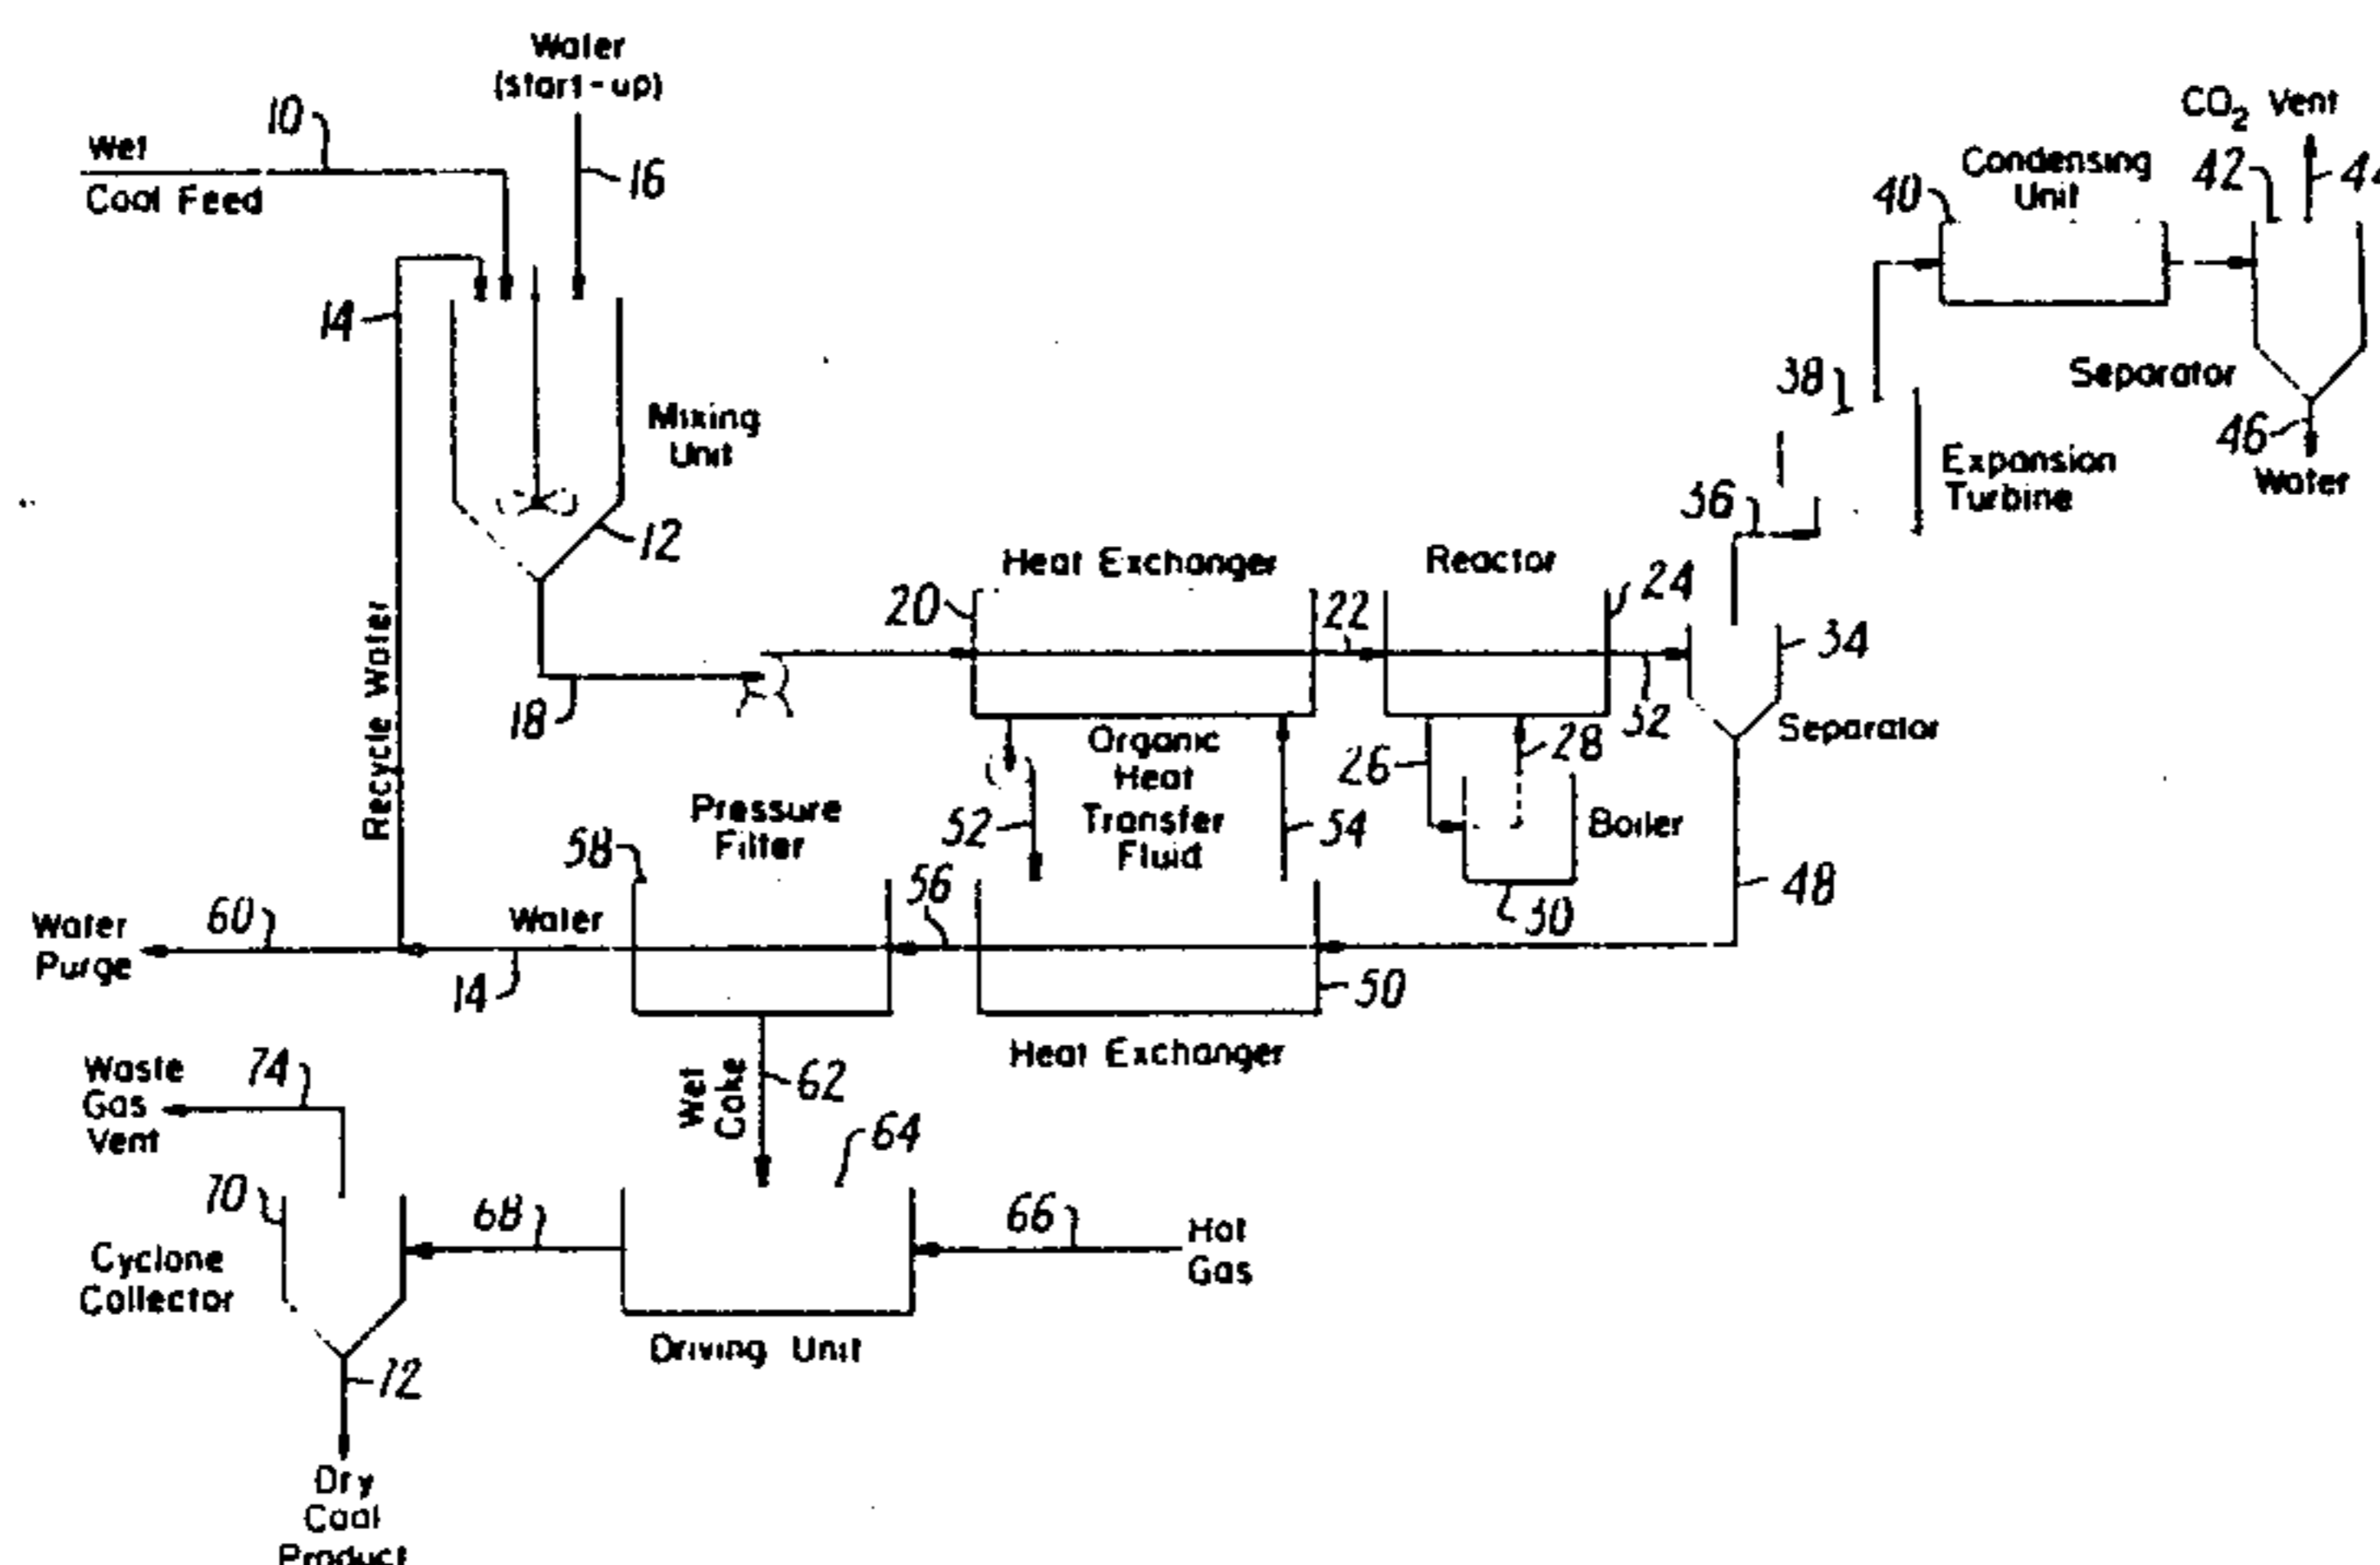 Water
(start-up)
10
Wet
Coal Feed
16
14
Mixing
Unit
12
Recycle Water
18
CO2 Vent
Condensing
Unit
40
42
44
Separator
46
Water
38
Expansion
Turbine
36
Heat Exchanger
Reactor
20
22
24
34
32
Separator
26
28
Boiler
30
Organic
Heat
Transfer
Fluid
52
54
48
Pressure
Filter
58
56
Water
60
Water
Purge
14
50
Heat Exchanger
Wet
Cake
62
Waste
Gas
Vent
74
64
70
68
66
Hot
Gas
Cyclone
Collector
Driving Unit
72
Dry
Coal
Product